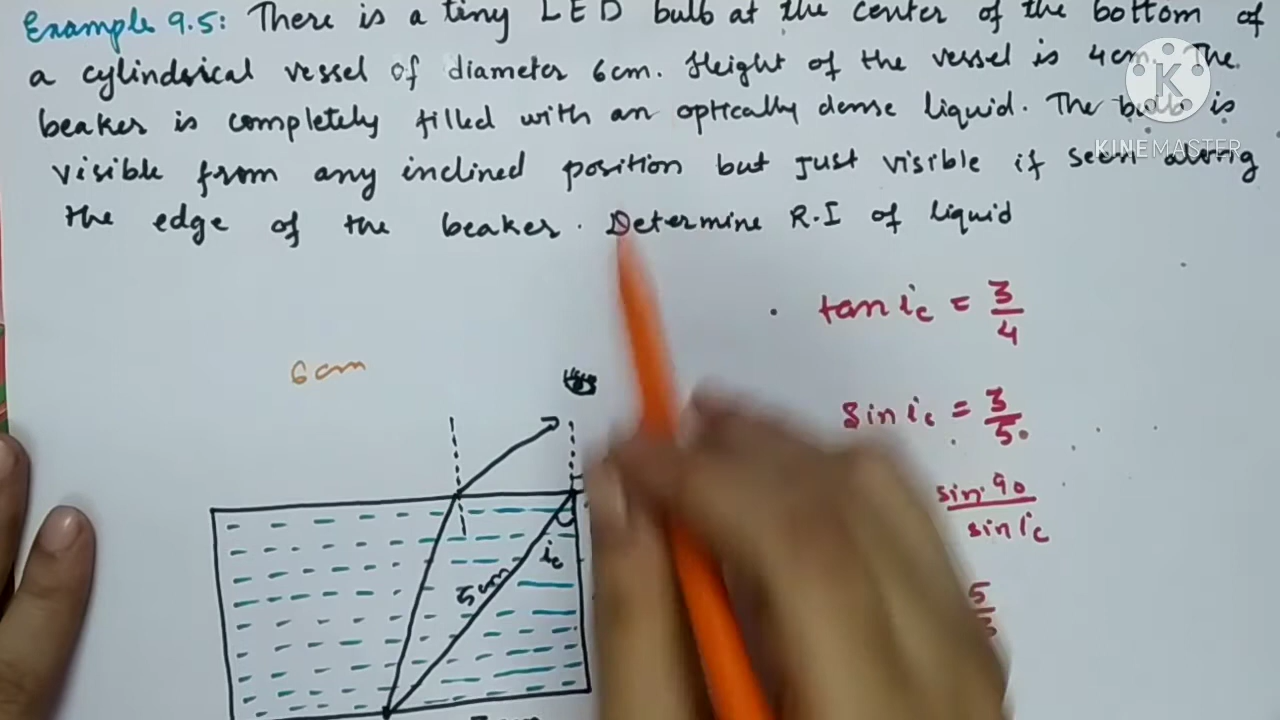 Example 9.5: There is a tiny LED bulb at the center of the bottom of
a cylindrical vessel of diameter 6cm. Height of the vessel is 4cm. The
beaker is completely filled with an optically dense liquid. The bulb is
visible from any inclined position but just visible if seen along
the edge of the beaker. Determine R.I of liquid
K
KINEMASTER
tan ic = 3/4
6cm
sin ic = 3/5
sin 90
sin ic
ic
5cm
5